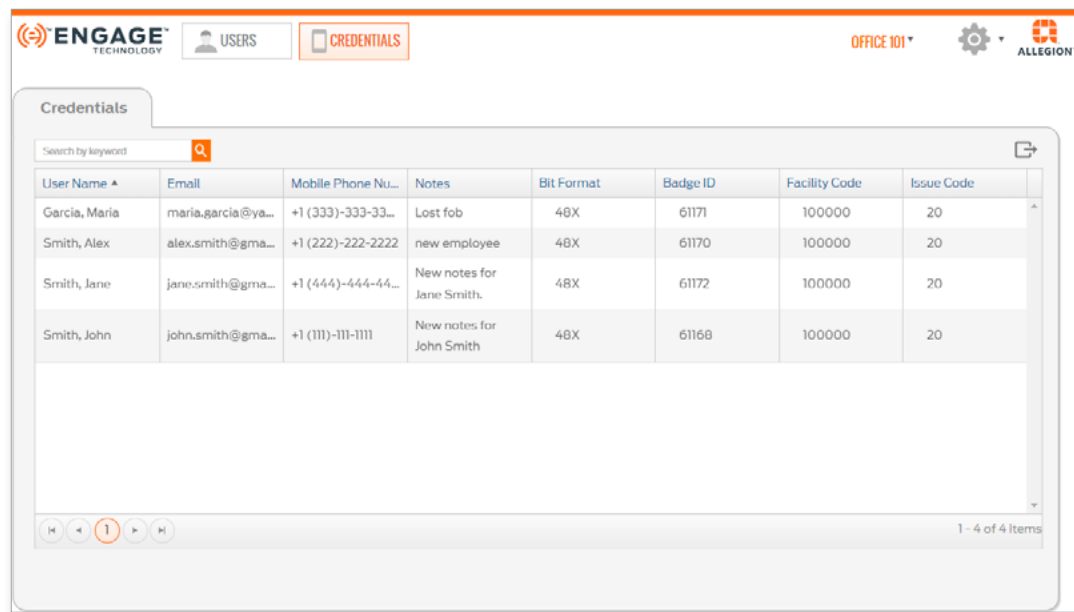 ENGAGE™
TECHNOLOGY
USERS
CREDENTIALS
OFFICE 101
ALLEGION
Credentials
Search by keyword
User Name Email Mobile Phone Nu... Notes Bit Format Badge ID Facility Code Issue Code
Garcia, Maria maria.garcia@ya... +1 (333)-333-33... Lost fob 48X 61171 100000 20
Smith, Alex alex.smith@gma... +1 (222)-222-2222 new employee 48X 61170 100000 20
Smith, Jane jane.smith@gma... +1 (444)-444-44... New notes for
Jane Smith. 48X 61172 100000 20
Smith, John john.smith@gma... +1 (111)-111-1111 New notes for
John Smith 48X 61168 100000 20
1
1 - 4 of 4 Items